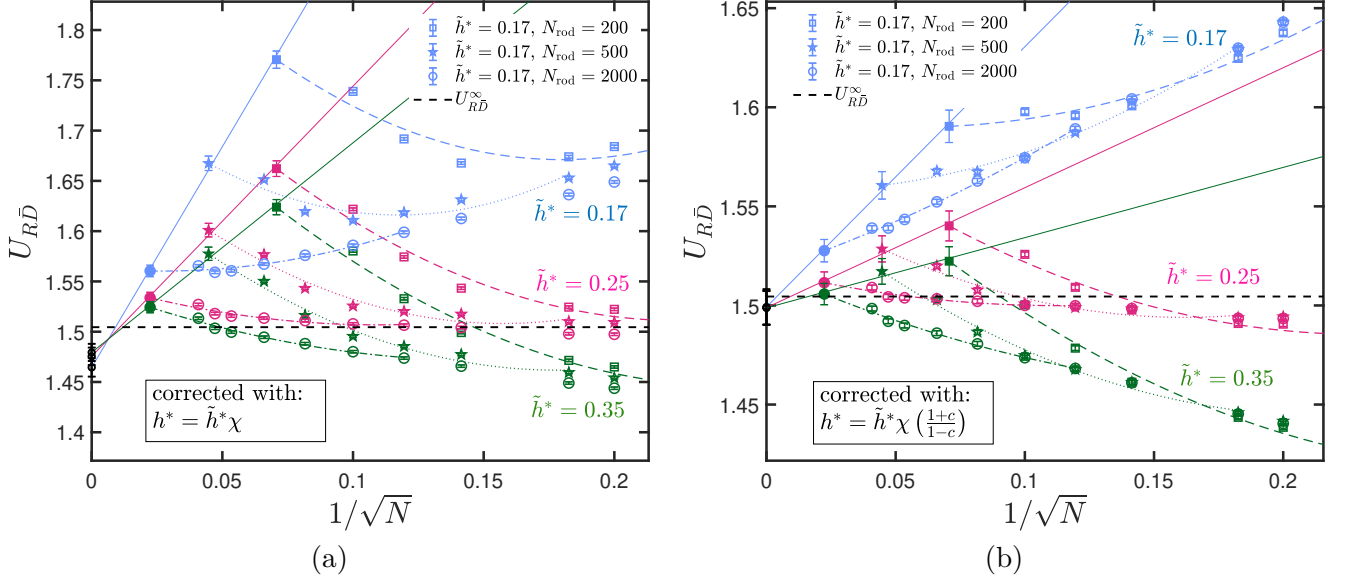 1.8
1.75
1.7
1.65
1.6
1.55
1.5
1.45
1.4
U_{RD̄}
h̃* = 0.17, N_rod = 200
h̃* = 0.17, N_rod = 500
h̃* = 0.17, N_rod = 2000
U^∞_{RD̄}
h̃* = 0.17
h̃* = 0.25
h̃* = 0.35
corrected with:
h* = h̃*χ
0 0.05 0.1 0.15 0.2
1/√N
(a)
1.65
1.6
1.55
1.5
1.45
U_{RD̄}
h̃* = 0.17, N_rod = 200
h̃* = 0.17, N_rod = 500
h̃* = 0.17, N_rod = 2000
U^∞_{RD̄}
h̃* = 0.17
h̃* = 0.25
h̃* = 0.35
corrected with:
h* = h̃*χ (1+c/1−c)
0 0.05 0.1 0.15 0.2
1/√N
(b)